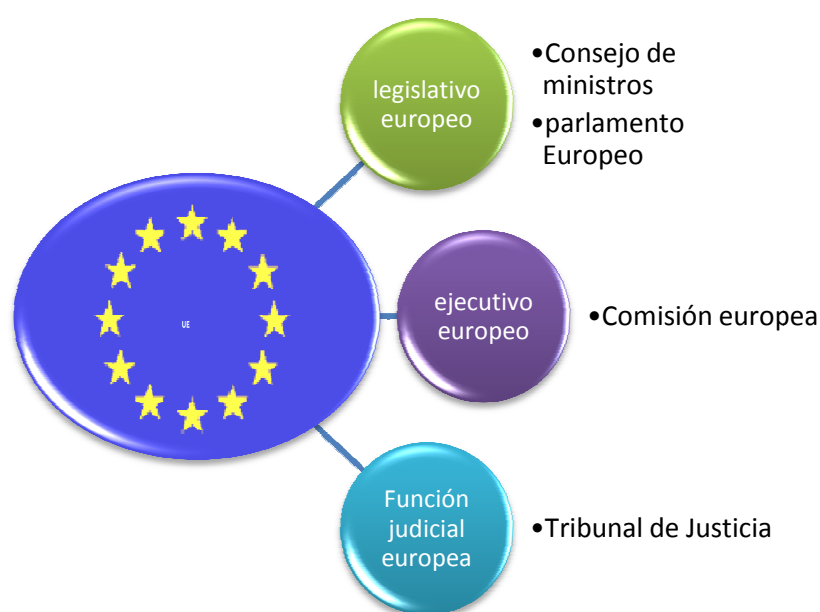 legislativo
europeo
•Consejo de
ministros
•parlamento
Europeo
UE
ejecutivo
europeo
•Comisión europea
Función
judicial
europea
•Tribunal de Justicia